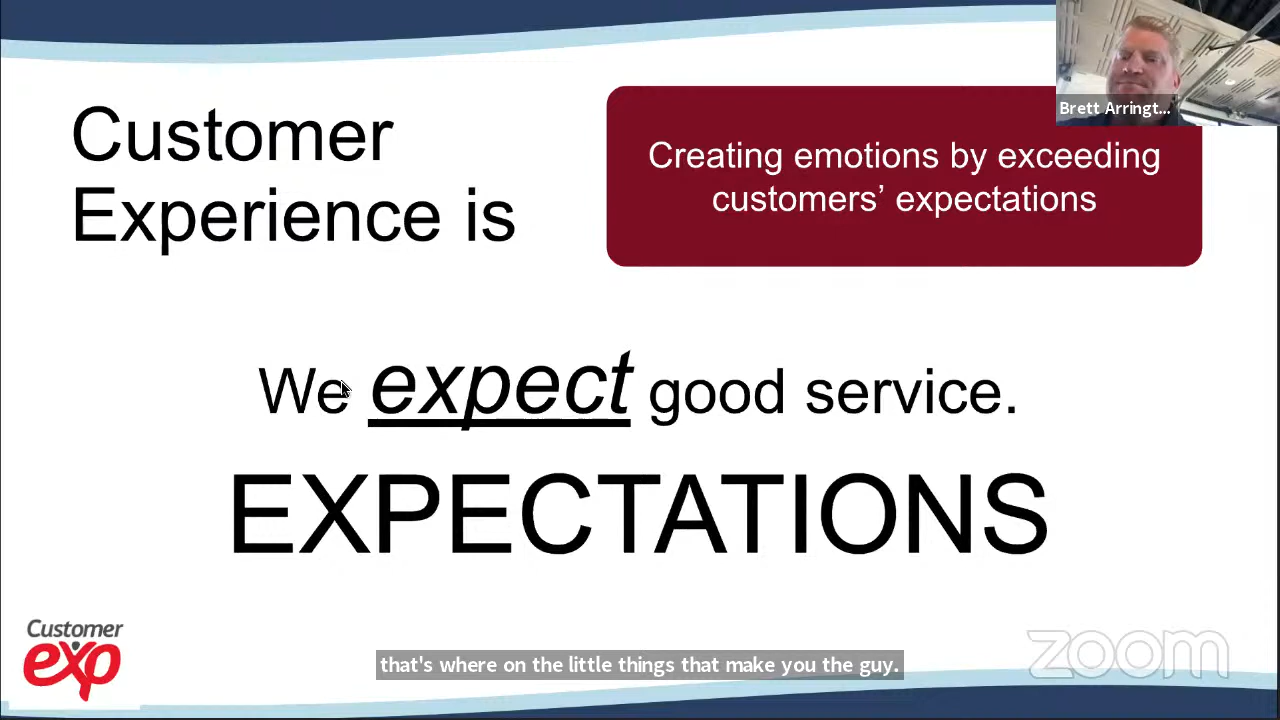 Customer
Experience is
Creating emotions by exceeding
customers’ expectations
Brett Arringt...
We expect good service.
EXPECTATIONS
Customer
exp
that's where on the little things that make you the guy.
zoom